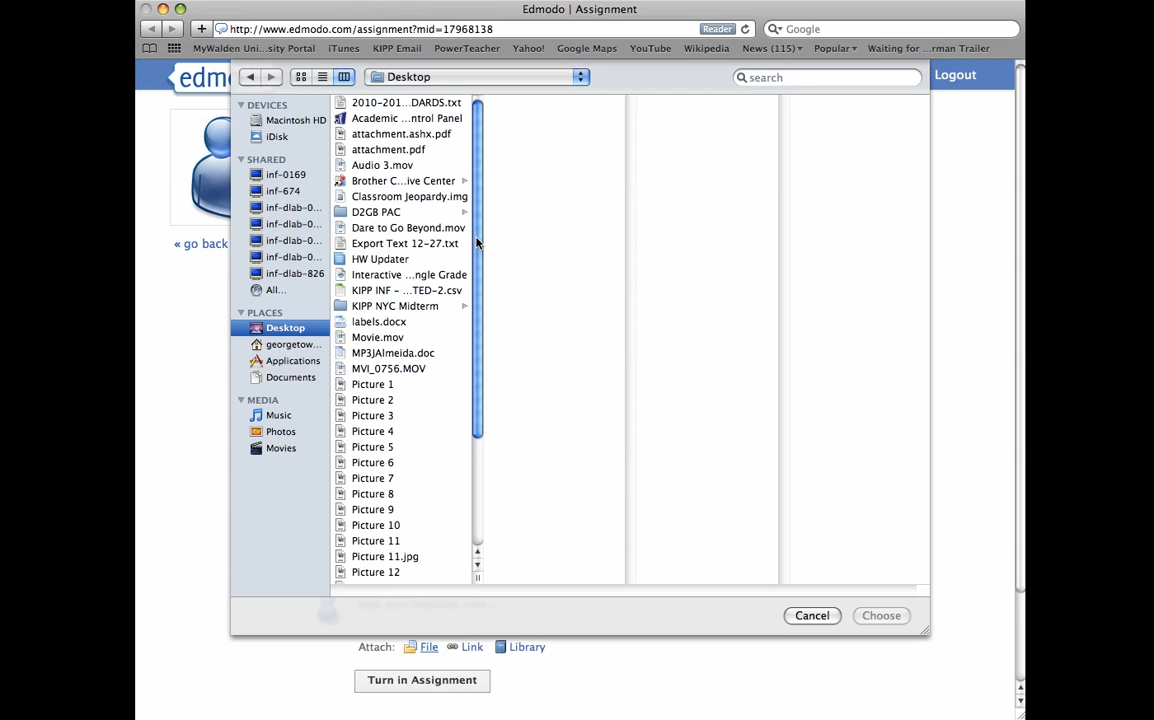 Edmodo | Assignment
http://www.edmodo.com/assignment?mid=17968138
Reader
Google
MyWalden Uni...sity Portal
iTunes
KIPP Email
PowerTeacher
Yahoo!
Google Maps
YouTube
Wikipedia
News (115)
Popular
Waiting for ...rman Trailer
Logout
Desktop
search
« go back
DEVICES
Macintosh HD
iDisk
SHARED
inf-0169
inf-674
inf-dlab-0...
inf-dlab-0...
inf-dlab-0...
inf-dlab-0...
inf-dlab-826
All...
PLACES
Desktop
georgetow...
Applications
Documents
MEDIA
Music
Photos
Movies
2010-201...DARDS.txt
Academic ...ntrol Panel
attachment.ashx.pdf
attachment.pdf
Audio 3.mov
Brother C...ive Center
Classroom Jeopardy.img
D2GB PAC
Dare to Go Beyond.mov
Export Text 12-27.txt
HW Updater
Interactive ...ngle Grade
KIPP INF - ...TED-2.csv
KIPP NYC Midterm
labels.docx
Movie.mov
MP3JAlmeida.doc
MVI_0756.MOV
Picture 1
Picture 2
Picture 3
Picture 4
Picture 5
Picture 6
Picture 7
Picture 8
Picture 9
Picture 10
Picture 11
Picture 11.jpg
Picture 12
Cancel
Choose
Attach: File Link Library
Turn in Assignment